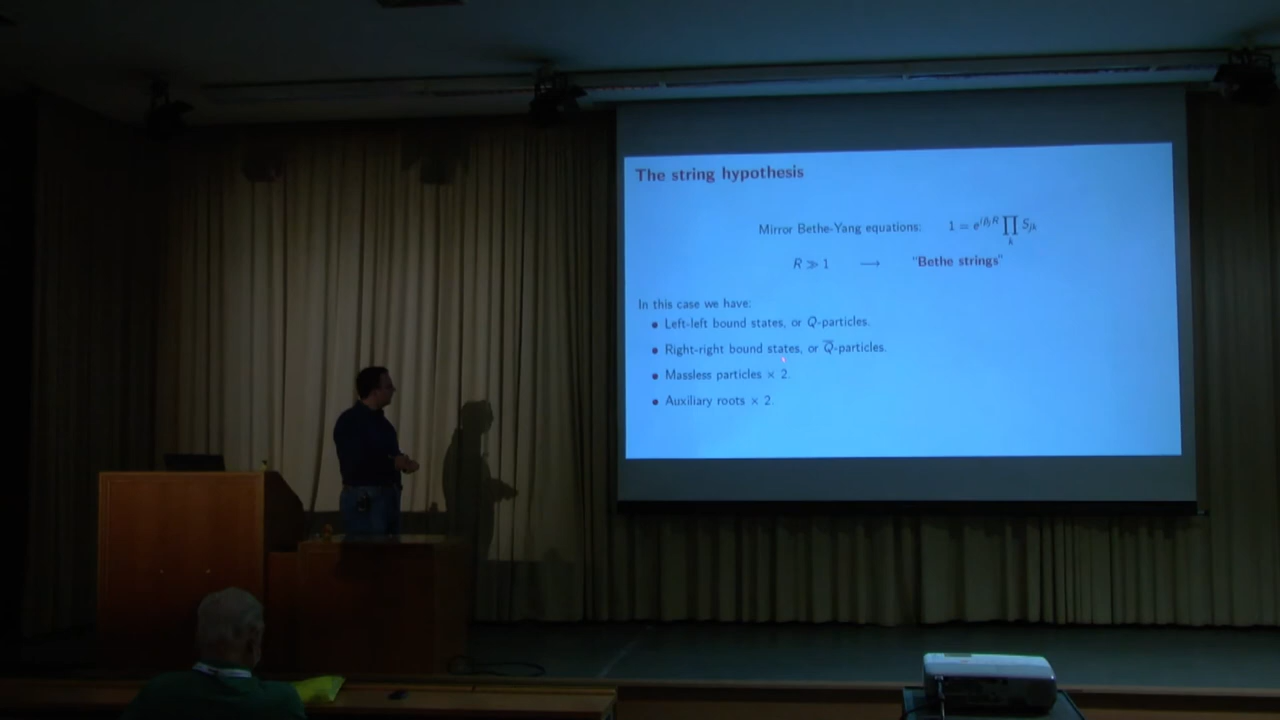 The string hypothesis
Mirror Bethe-Yang equations: 1 = e^{ip_jR} ∏_k S_{jk}
R ≫ 1 ⟶ "Bethe strings"
In this case we have:
• Left-left bound states, or Q-particles.
• Right-right bound states, or Q̅-particles.
• Massless particles × 2.
• Auxiliary roots × 2.